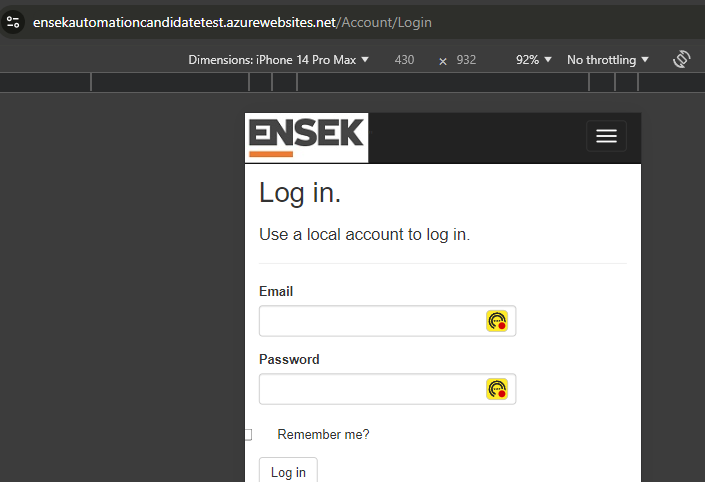 ensekautomationcandidatetest.azurewebsites.net/Account/Login
Dimensions: iPhone 14 Pro Max 430 × 932 92% No throttling
ENSEK
Log in.
Use a local account to log in.
Email
Password
Remember me?
Log in